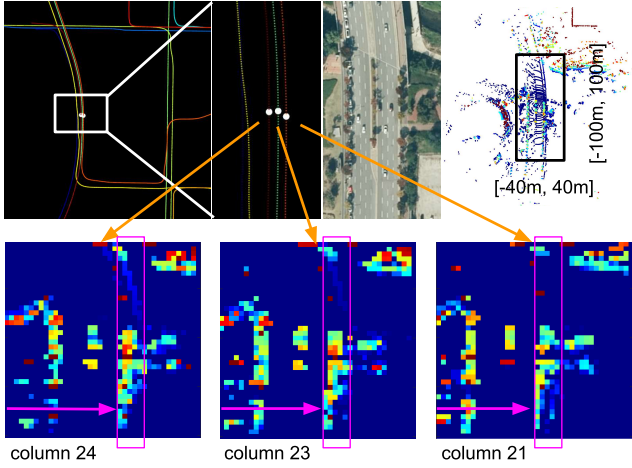 [-100m, 100m]
[-40m, 40m]
column 24
column 23
column 21